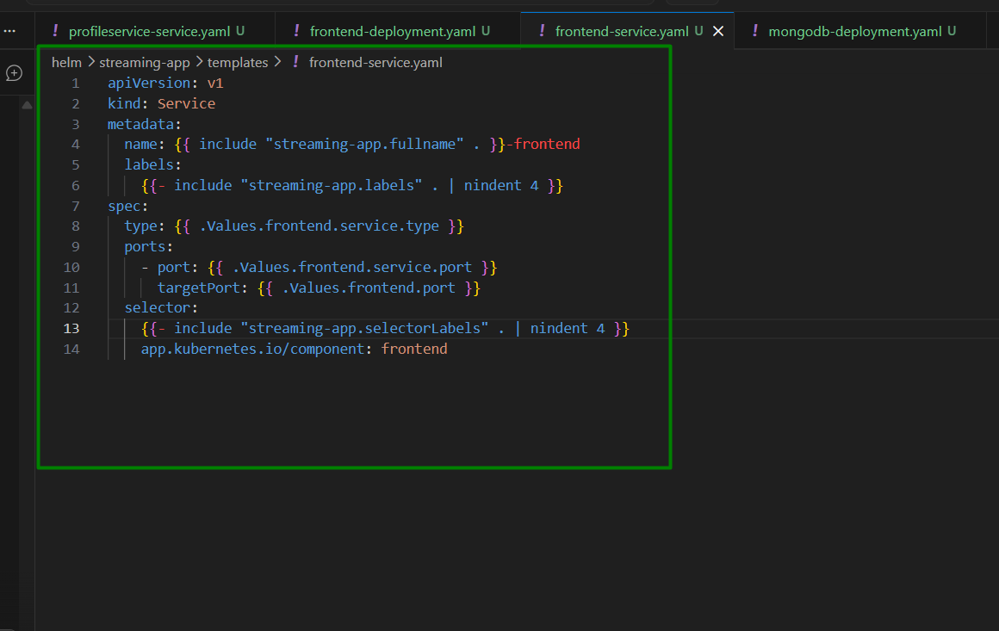 profileservice-service.yaml U
! frontend-deployment.yaml U
! frontend-service.yaml U
! mongodb-deployment.yaml U
helm > streaming-app > templates > ! frontend-service.yaml
1 apiVersion: v1
2 kind: Service
3 metadata:
4   name: {{ include "streaming-app.fullname" . }}-frontend
5   labels:
6     {{- include "streaming-app.labels" . | nindent 4 }}
7 spec:
8   type: {{ .Values.frontend.service.type }}
9   ports:
10     - port: {{ .Values.frontend.service.port }}
11       targetPort: {{ .Values.frontend.port }}
12   selector:
13     {{- include "streaming-app.selectorLabels" . | nindent 4 }}
14     app.kubernetes.io/component: frontend